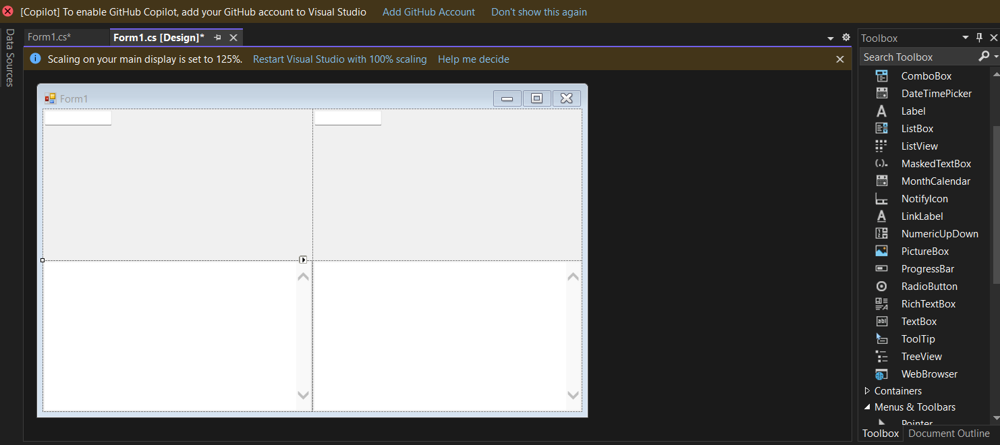 [Copilot] To enable GitHub Copilot, add your GitHub account to Visual Studio Add GitHub Account Don't show this again
Data Sources
Form1.cs* Form1.cs [Design]*
Scaling on your main display is set to 125%. Restart Visual Studio with 100% scaling Help me decide
Form1
Toolbox
Search Toolbox
ComboBox
DateTimePicker
Label
ListBox
ListView
MaskedTextBox
MonthCalendar
NotifyIcon
LinkLabel
NumericUpDown
PictureBox
ProgressBar
RadioButton
RichTextBox
TextBox
ToolTip
TreeView
WebBrowser
Containers
Menus & Toolbars
Pointer
Toolbox Document Outline